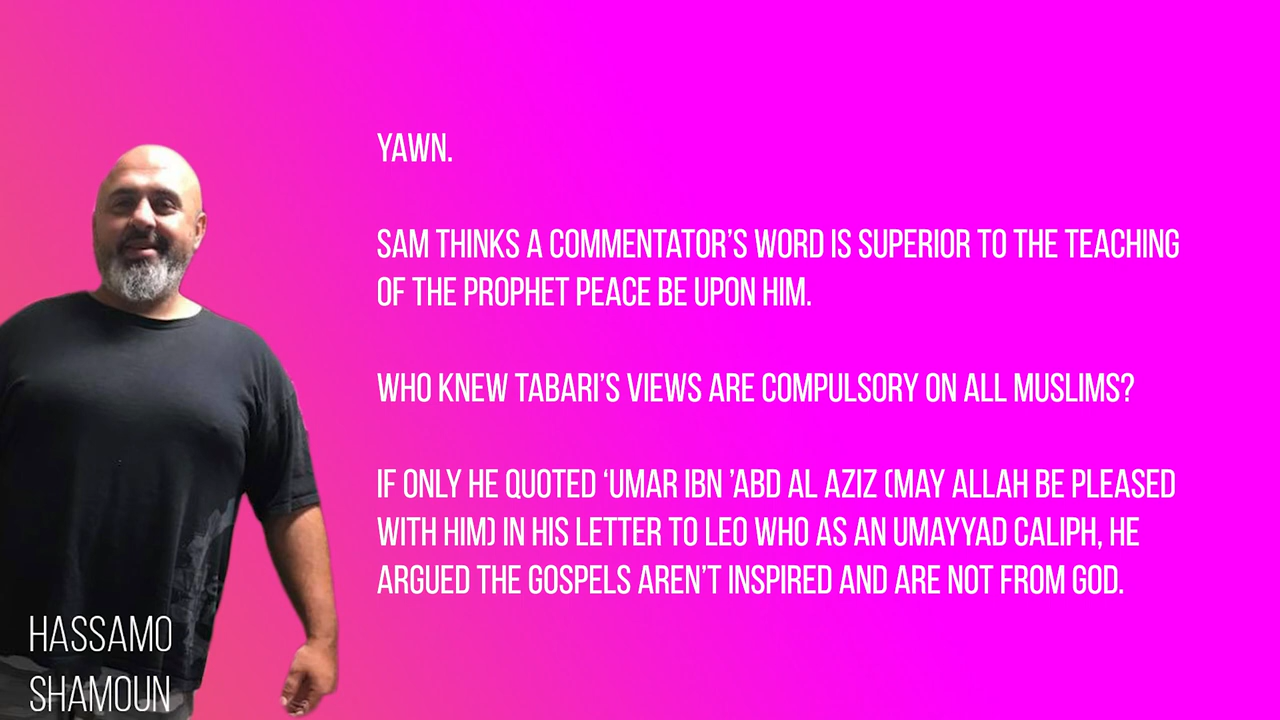 YAWN.
SAM THINKS A COMMENTATOR'S WORD IS SUPERIOR TO THE TEACHING
OF THE PROPHET PEACE BE UPON HIM.
WHO KNEW TABARI'S VIEWS ARE COMPULSORY ON ALL MUSLIMS?
IF ONLY HE QUOTED ‘UMAR IBN ’ABD AL AZIZ (MAY ALLAH BE PLEASED
WITH HIM) IN HIS LETTER TO LEO WHO AS AN UMAYYAD CALIPH, HE
ARGUED THE GOSPELS AREN’T INSPIRED AND ARE NOT FROM GOD.
HASSAMO
SHAMOUN